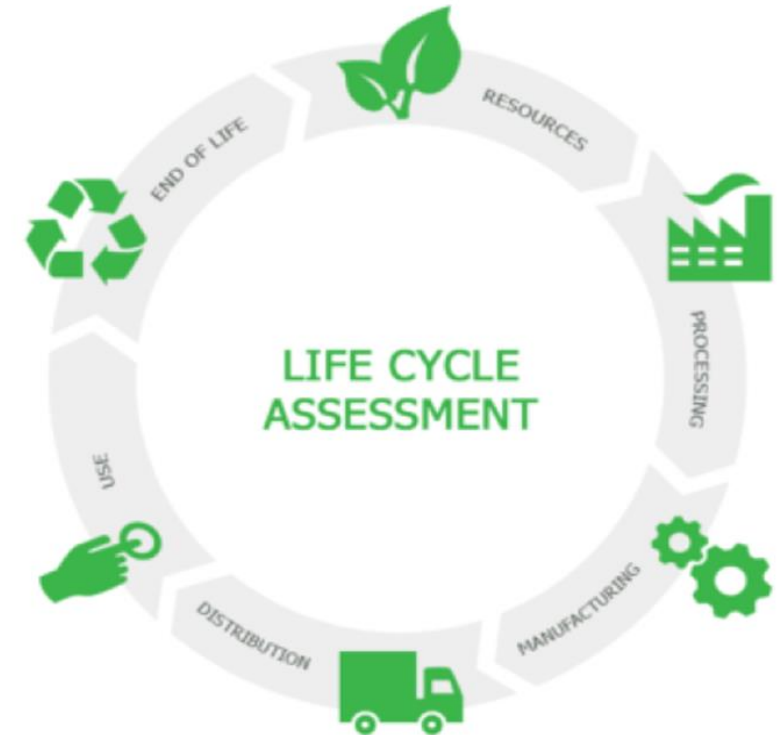 RESOURCES
PROCESSING
MANUFACTURING
DISTRIBUTION
USE
END OF LIFE
LIFE CYCLE
ASSESSMENT